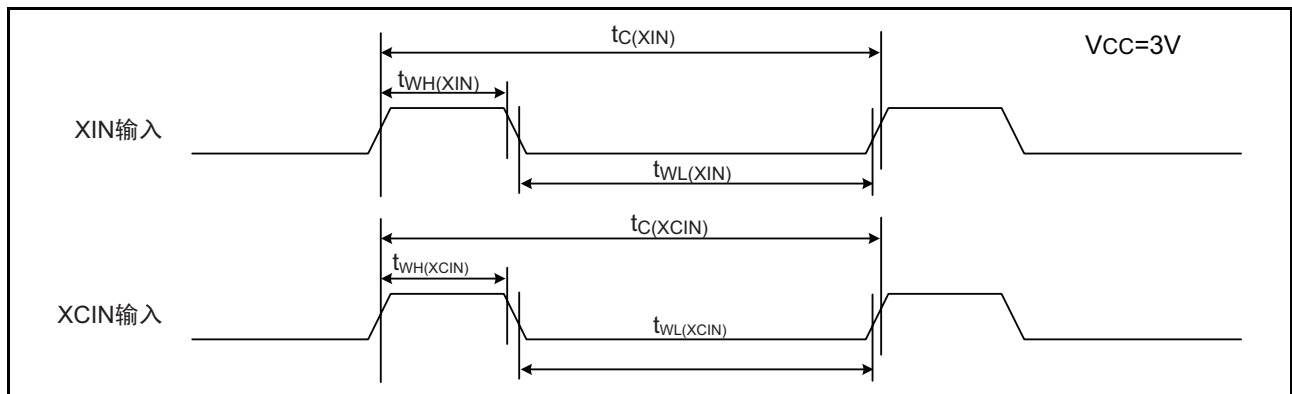 tC(XIN)
VCC=3V
tWH(XIN)
XIN输入
tWL(XIN)
tC(XCIN)
tWH(XCIN)
XCIN输入
tWL(XCIN)